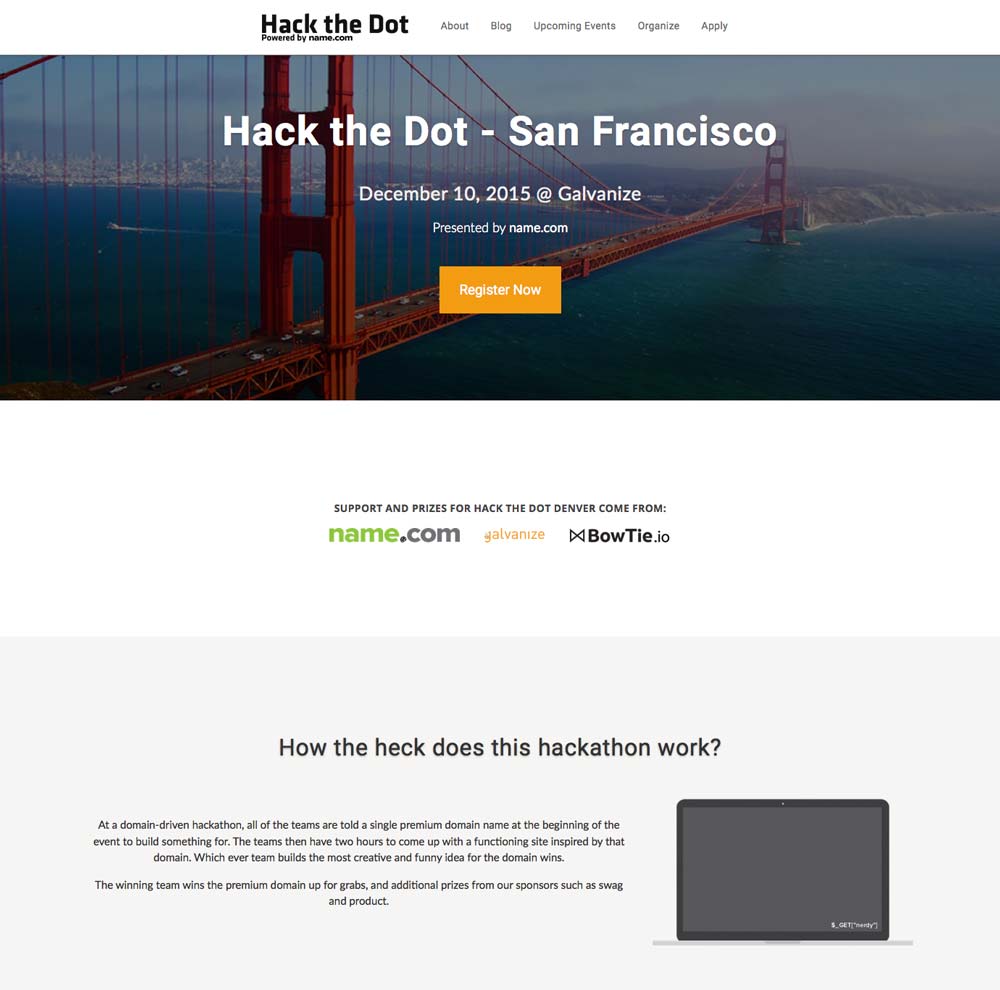 Hack the Dot
Powered by name.com
About Blog Upcoming Events Organize Apply
Hack the Dot - San Francisco
December 10, 2015 @ Galvanize
Presented by name.com
Register Now
SUPPORT AND PRIZES FOR HACK THE DOT DENVER COME FROM:
name.com galvanize BowTie.io
How the heck does this hackathon work?
At a domain-driven hackathon, all of the teams are told a single premium domain name at the beginning of the
event to build something for. The teams then have two hours to come up with a functioning site inspired by that
domain. Which ever team builds the most creative and funny idea for the domain wins.
The winning team wins the premium domain up for grabs, and additional prizes from our sponsors such as swag
and product.
$_GET["nerdy"]